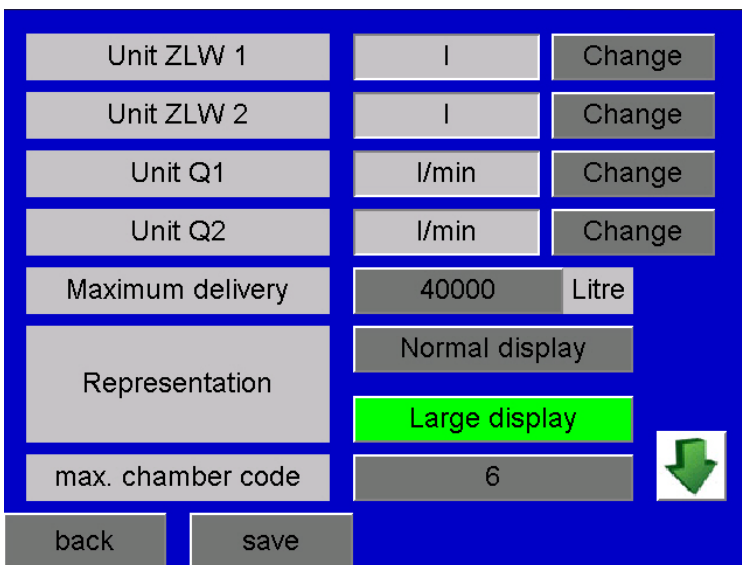 Unit ZLW 1 l Change
Unit ZLW 2 l Change
Unit Q1 l/min Change
Unit Q2 l/min Change
Maximum delivery 40000 Litre
Representation
Normal display
Large display
max. chamber code 6
back save